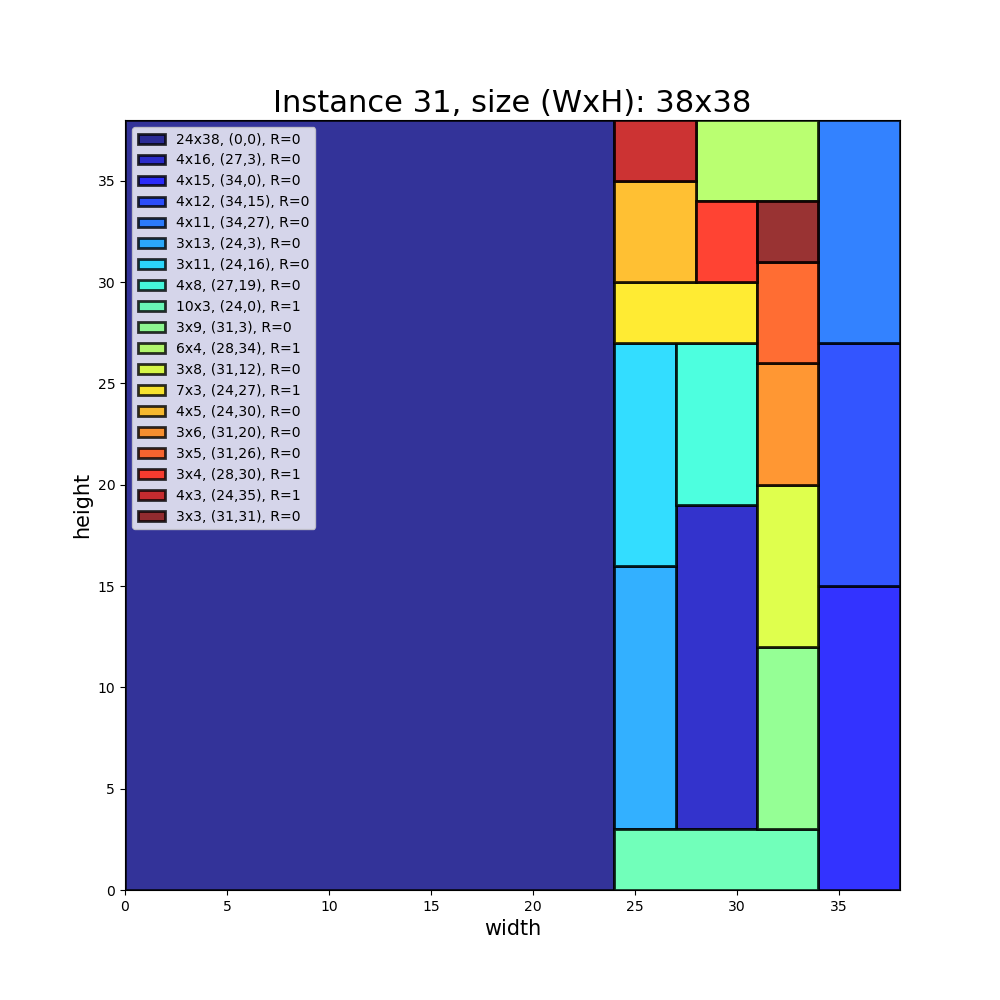 Instance 31, size (WxH): 38x38
24x38, (0,0), R=0
4x16, (27,3), R=0
4x15, (34,0), R=0
4x12, (34,15), R=0
4x11, (34,27), R=0
3x13, (24,3), R=0
3x11, (24,16), R=0
4x8, (27,19), R=0
10x3, (24,0), R=1
3x9, (31,3), R=0
6x4, (28,34), R=1
3x8, (31,12), R=0
7x3, (24,27), R=1
4x5, (24,30), R=0
3x6, (31,20), R=0
3x5, (31,26), R=0
3x4, (28,30), R=1
4x3, (24,35), R=1
3x3, (31,31), R=0
height
35
30
25
20
15
10
5
0
0 5 10 15 20 25 30 35
width